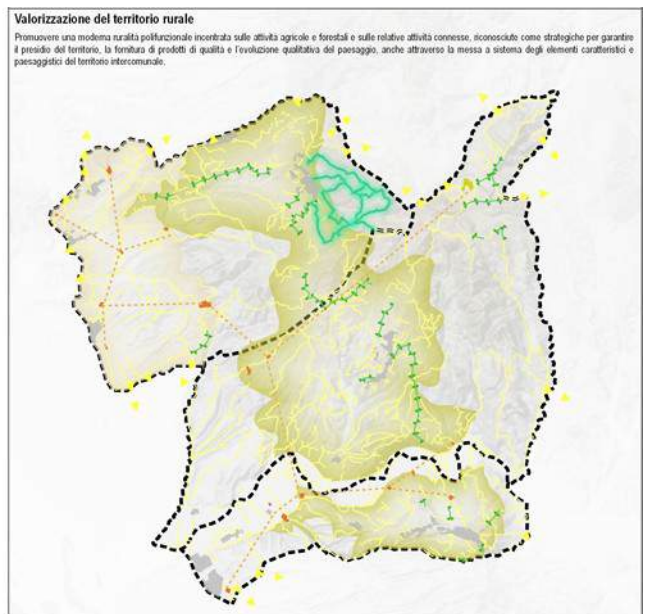 Valorizzazione del territorio rurale
Promuovere una moderna ruralità polifunzionale incentrata sulle attività agricole e forestali e sulle relative attività connesse, riconosciute come strategiche per garantire
il presidio del territorio, la fornitura di prodotti di qualità e l'evoluzione qualitativa del paesaggio, anche attraverso la messa a sistema degli elementi caratteristici e
paesaggistici del territorio intercomunale.